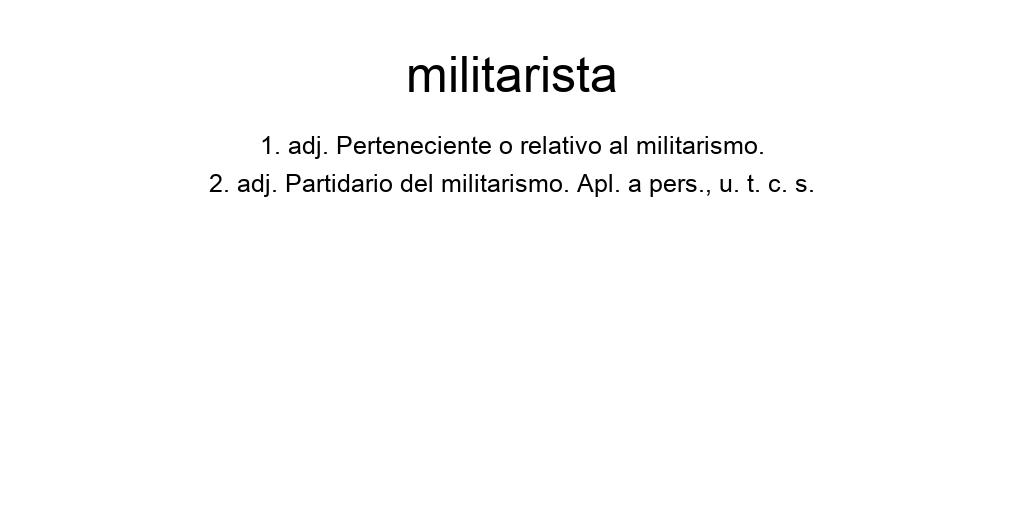 militarista
1. adj. Perteneciente o relativo al militarismo.
2. adj. Partidario del militarismo. Apl. a pers., u. t. c. s.